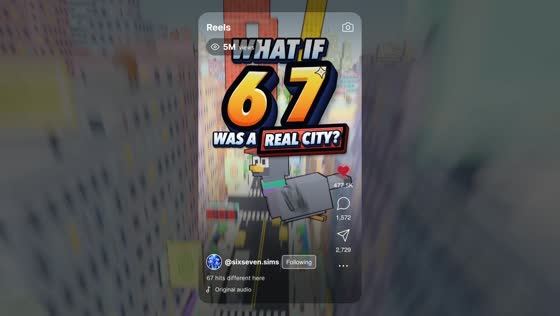 Reels
5M views
WHAT IF
67
WAS A REAL CITY?
477.5K
1,572
2,729
@sixseven.sims Following
67 hits different here
Original audio